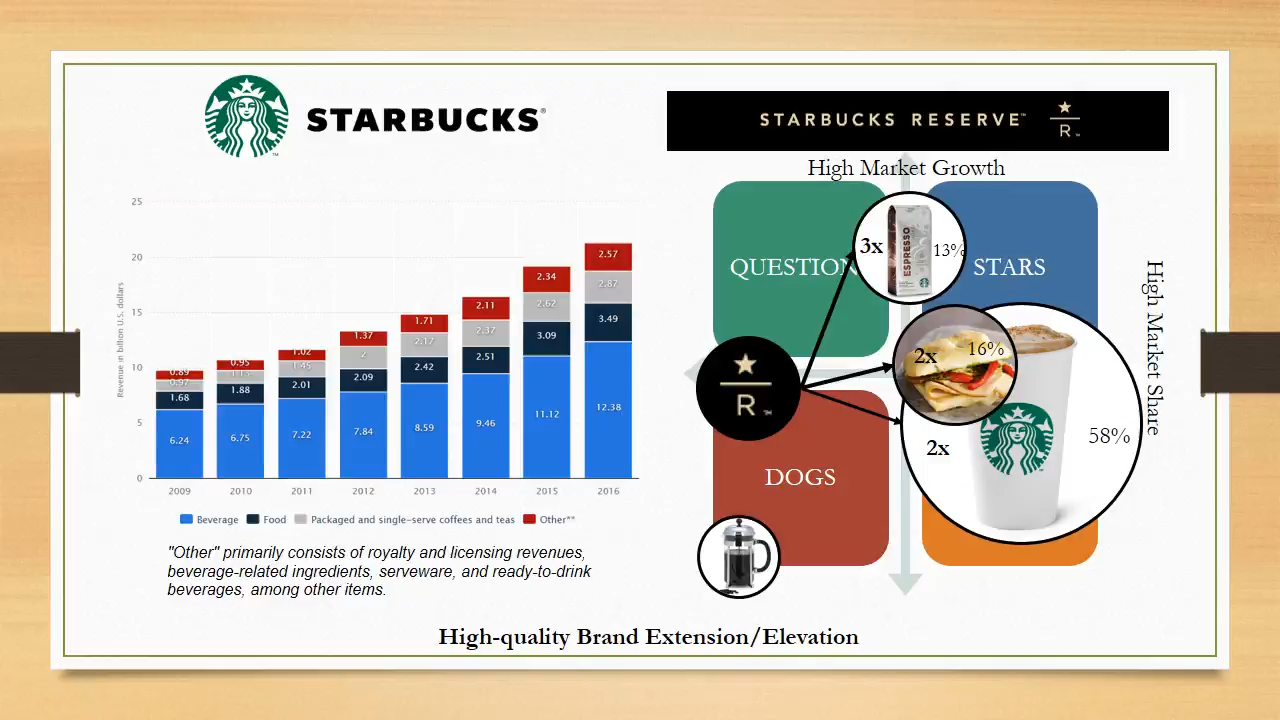 STARBUCKS®
STARBUCKS RESERVE™
R™
High Market Growth
25
20
15
10
5
0
Revenue in billion U.S. dollars
0.89
0.97
1.68
6.24
0.95
1.88
6.75
1.02
1.45
2.01
7.22
1.37
2
2.09
7.84
1.71
2.17
2.42
8.59
2.11
2.37
2.51
9.46
2.34
2.62
3.09
11.12
2.57
2.87
3.49
12.38
2009 2010 2011 2012 2013 2014 2015 2016
Beverage Food Packaged and single-serve coffees and teas Other**
"Other" primarily consists of royalty and licensing revenues,
beverage-related ingredients, serveware, and ready-to-drink
beverages, among other items.
QUESTION
STARS
3x
ESPRESSO
13%
High Market Share
2x
16%
R™
2x
58%
DOGS
High-quality Brand Extension/Elevation